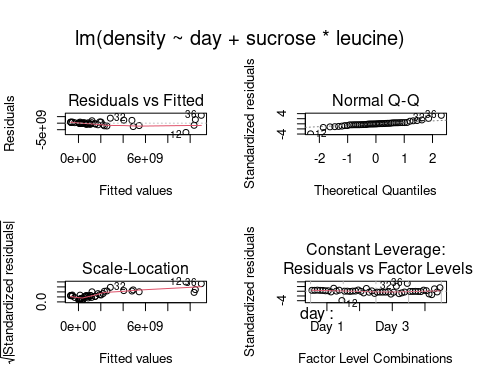 lm(density ~ day + sucrose * leucine)
Residuals vs Fitted
Residuals
-5e+09
32
36
12
0e+00 6e+09
Fitted values
Normal Q-Q
Standardized residuals
-4 4
12
36
-2 -1 0 1 2
Theoretical Quantiles
Scale-Location
√|Standardized residuals|
0.0
32
12 36
0e+00 6e+09
Fitted values
Constant Leverage:
Residuals vs Factor Levels
Standardized residuals
-4
32
36
12
day :
Day 1 Day 3
Factor Level Combinations